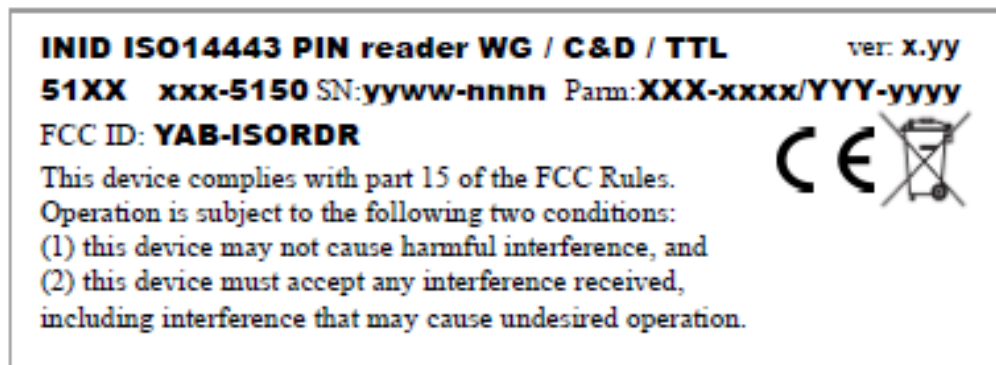 INID ISO14443 PIN reader WG / C&D / TTL ver: x.yy
51XX xxx-5150 SN:yyww-nnnn Parm:XXX-xxxx/YYY-yyyy
FCC ID: YAB-ISORDR
CE
This device complies with part 15 of the FCC Rules.
Operation is subject to the following two conditions:
(1) this device may not cause harmful interference, and
(2) this device must accept any interference received,
including interference that may cause undesired operation.